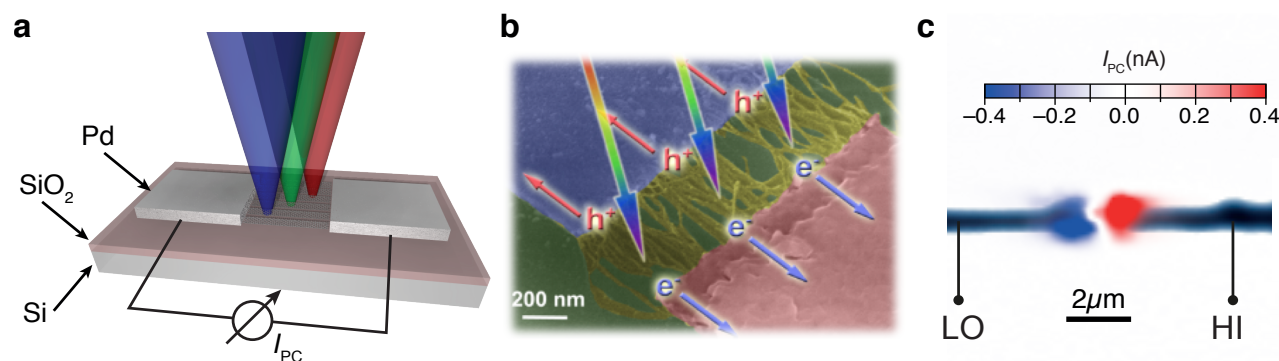 a
Pd
SiO2
Si
IPC
b
h+
h+
h+
e-
e-
e-
200 nm
c
IPC(nA)
−0.4 −0.2 0.0 0.2 0.4
2µm
LO
HI